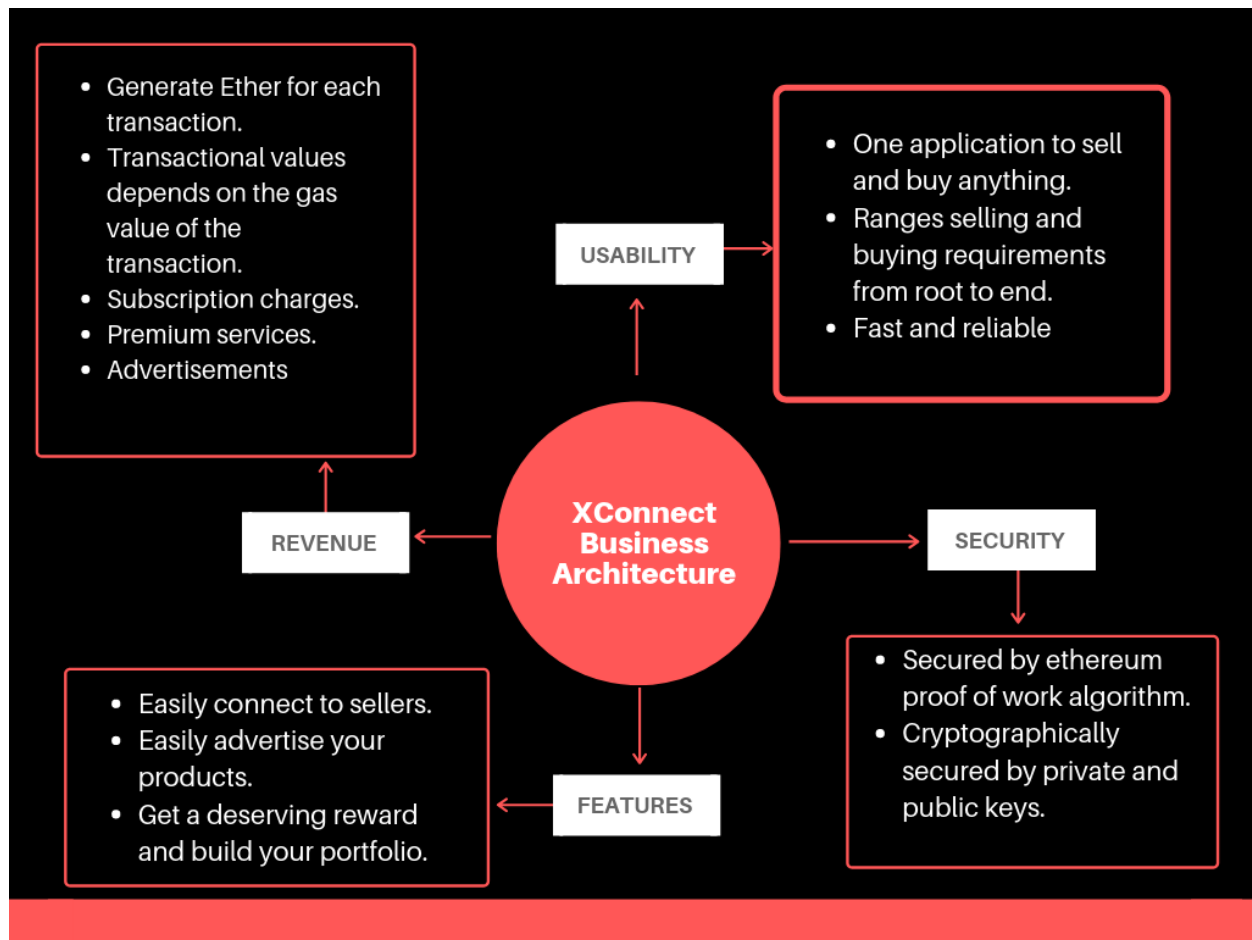 • Generate Ether for each
transaction.
• Transactional values
depends on the gas
value of the
transaction.
• Subscription charges.
• Premium services.
• Advertisements
USABILITY
• One application to sell
and buy anything.
• Ranges selling and
buying requirements
from root to end.
• Fast and reliable
REVENUE
XConnect
Business
Architecture
SECURITY
• Secured by ethereum
proof of work algorithm.
• Cryptographically
secured by private and
public keys.
• Easily connect to sellers.
• Easily advertise your
products.
• Get a deserving reward
and build your portfolio.
FEATURES